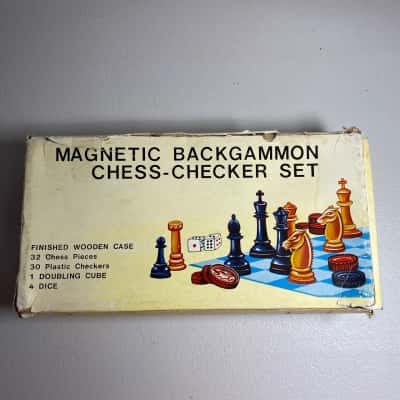 MAGNETIC BACKGAMMON
CHESS-CHECKER SET
FINISHED WOODEN CASE
32 Chess Pieces
30 Plastic Checkers
1 DOUBLING CUBE
4 DICE